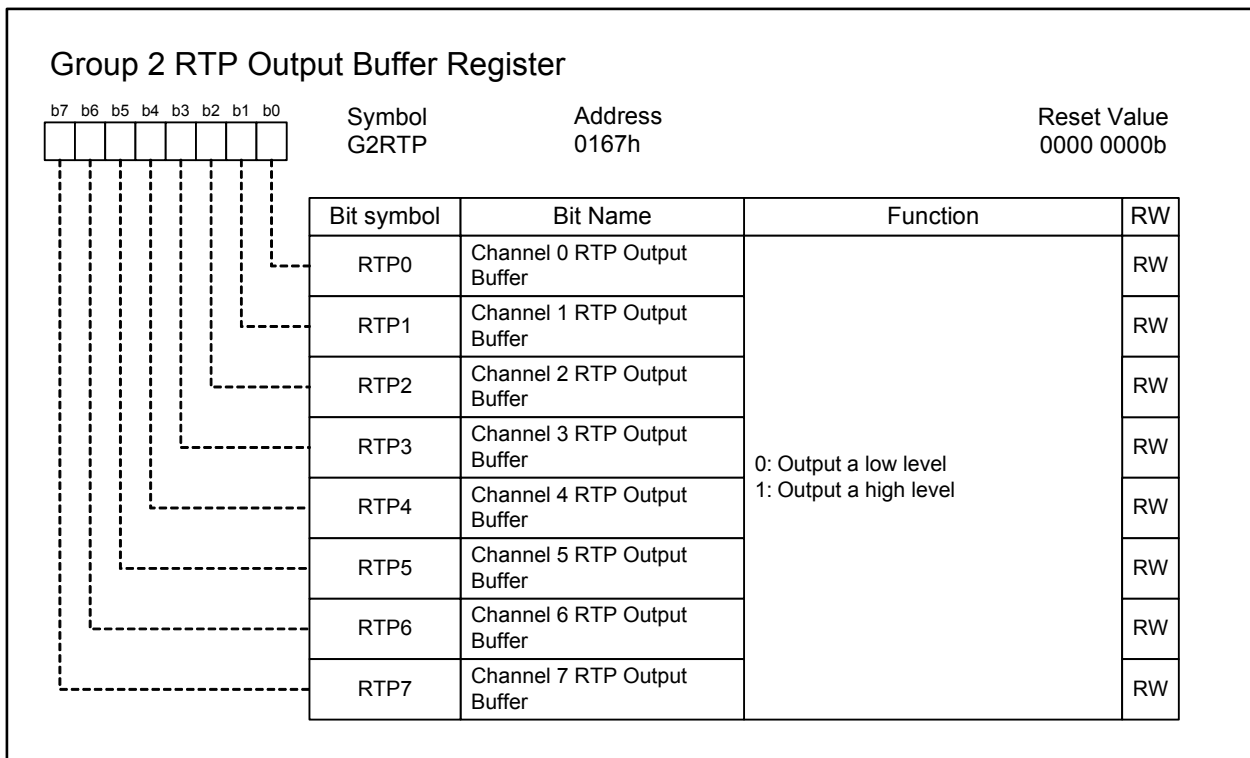 Group 2 RTP Output Buffer Register
b7 b6 b5 b4 b3 b2 b1 b0
Symbol Address Reset Value
G2RTP 0167h 0000 0000b
Bit symbol Bit Name Function RW
RTP0 Channel 0 RTP Output Buffer RW
RTP1 Channel 1 RTP Output Buffer RW
RTP2 Channel 2 RTP Output Buffer RW
RTP3 Channel 3 RTP Output Buffer RW
0: Output a low level
1: Output a high level
RTP4 Channel 4 RTP Output Buffer RW
RTP5 Channel 5 RTP Output Buffer RW
RTP6 Channel 6 RTP Output Buffer RW
RTP7 Channel 7 RTP Output Buffer RW